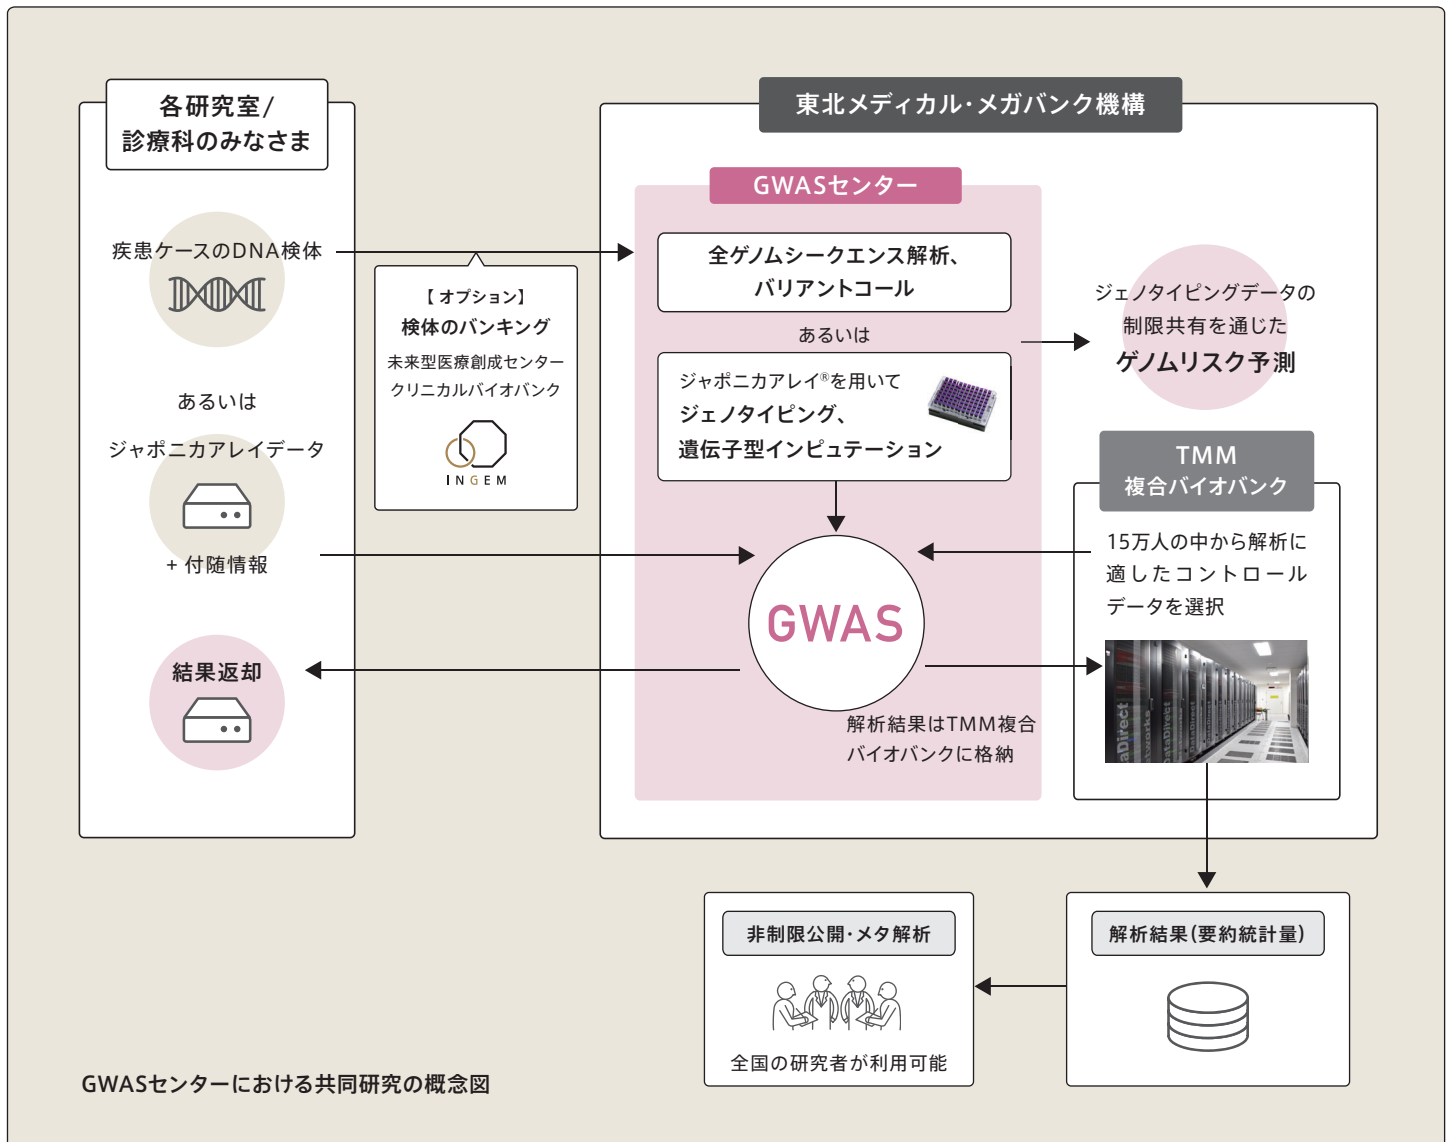 各研究室/
診療科のみなさま
疾患ケースのDNA検体
あるいは
ジャポニカアレイデータ
+ 付随情報
結果返却
【 オプション】
検体のバンキング
未来型医療創成センター
クリニカルバイオバンク
INGEM
東北メディカル・メガバンク機構
GWASセンター
全ゲノムシークエンス解析、
バリアントコール
あるいは
ジャポニカアレイ®を用いて
ジェノタイピング、
遺伝子型インピュテーション
GWAS
解析結果はTMM複合
バイオバンクに格納
ジェノタイピングデータの
制限共有を通じた
ゲノムリスク予測
TMM
複合バイオバンク
15万人の中から解析に
適したコントロール
データを選択
DataDirect
Networks
DataDirect
DataDirect
解析結果(要約統計量)
非制限公開・メタ解析
全国の研究者が利用可能
GWASセンターにおける共同研究の概念図